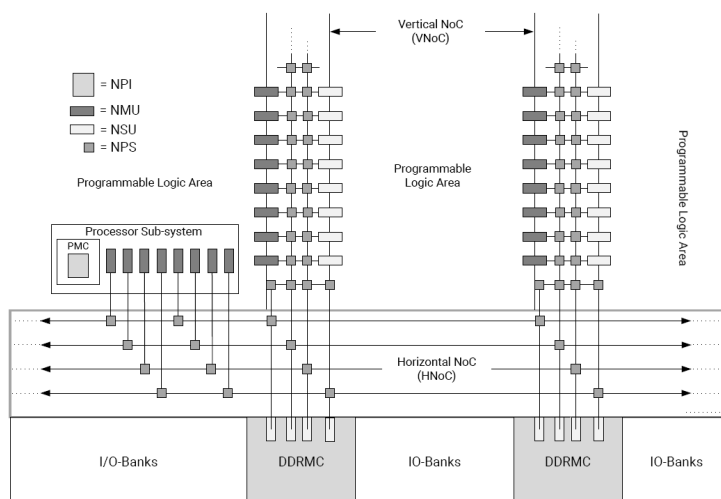 Vertical NoC
(VNoC)
= NPI
= NMU
= NSU
= NPS
Programmable Logic Area
Programmable
Logic Area
Programmable Logic Area
Processor Sub-system
PMC
Horizontal NoC
(HNoC)
I/O-Banks
DDRMC
IO-Banks
DDRMC
IO-Banks